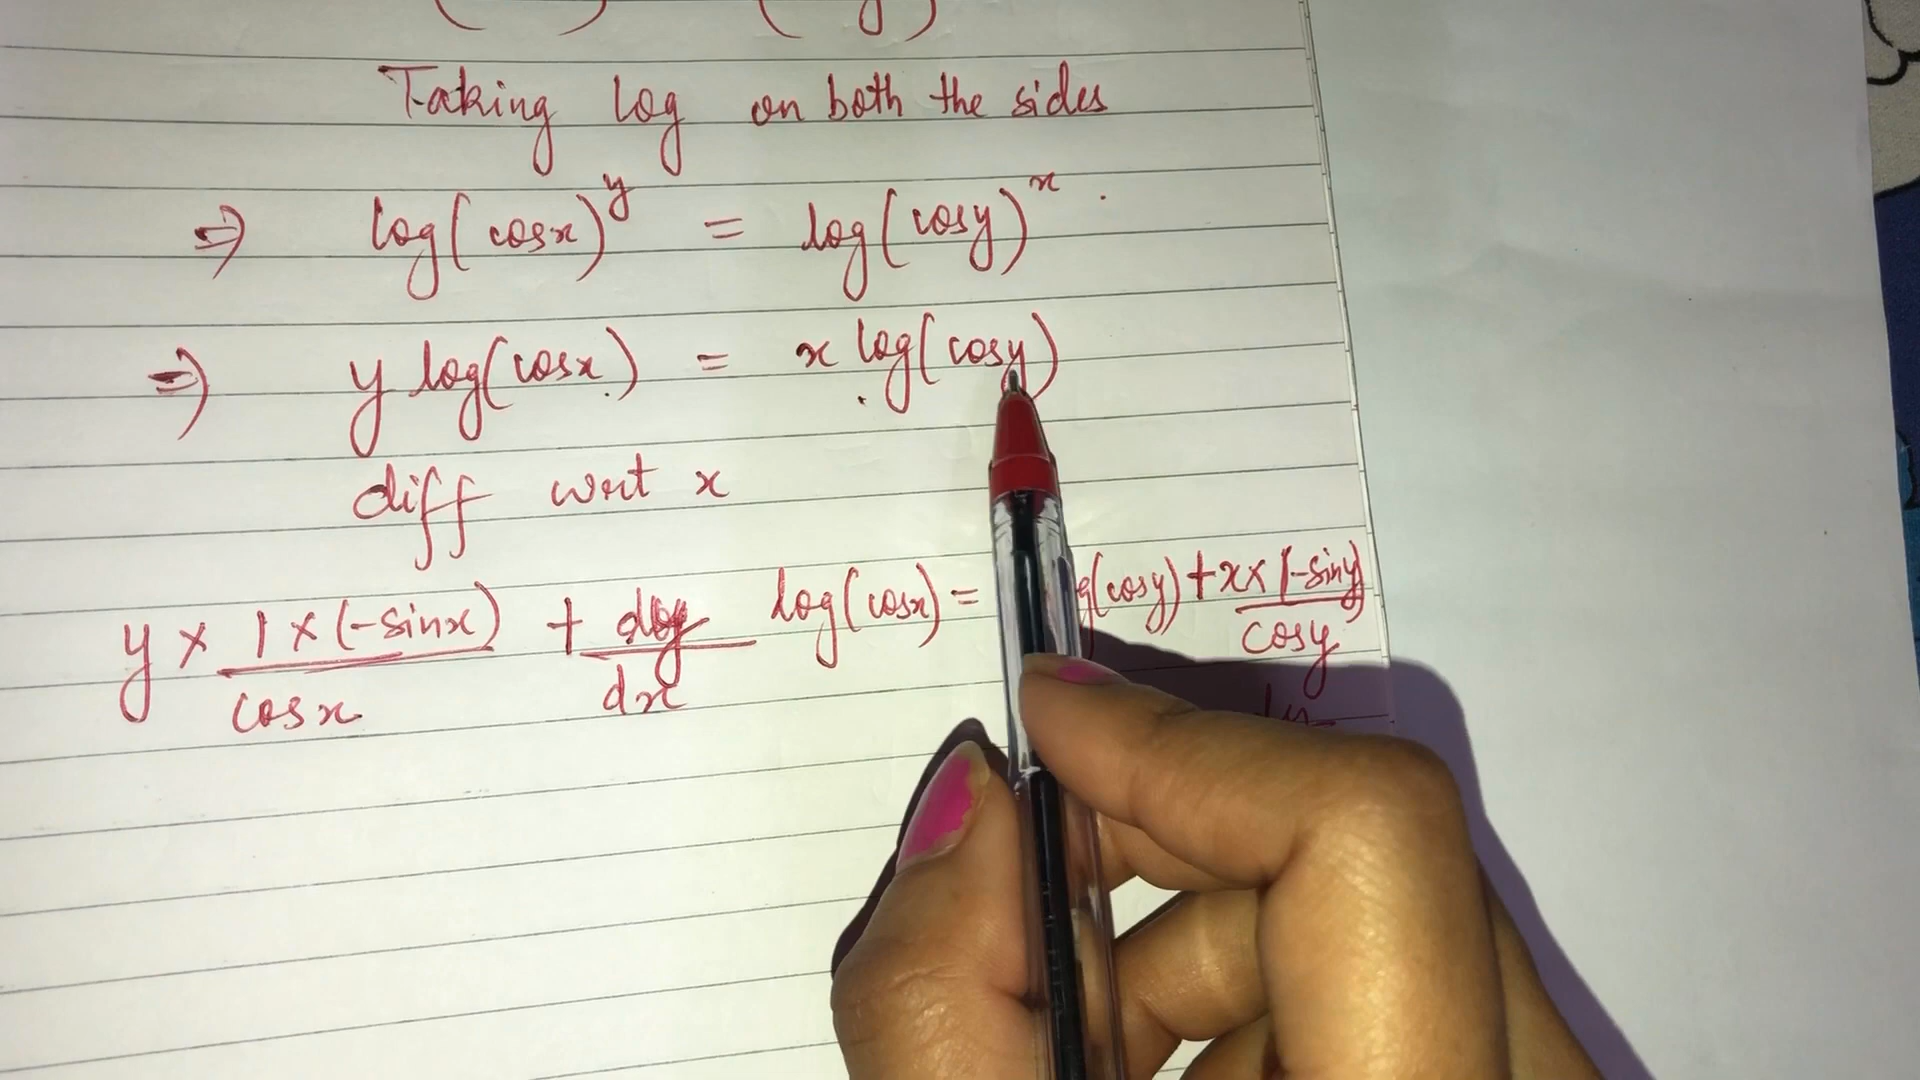 Taking log on both the sides
⇒ log(cosx)^y = log(cosy)^x
⇒ y log(cosx) = x log(cosy)
diff wrt x
y × 1 × (-sinx)/cosx + dy/dx log(cosx) = g(cosy) + x × (-siny)/cosy